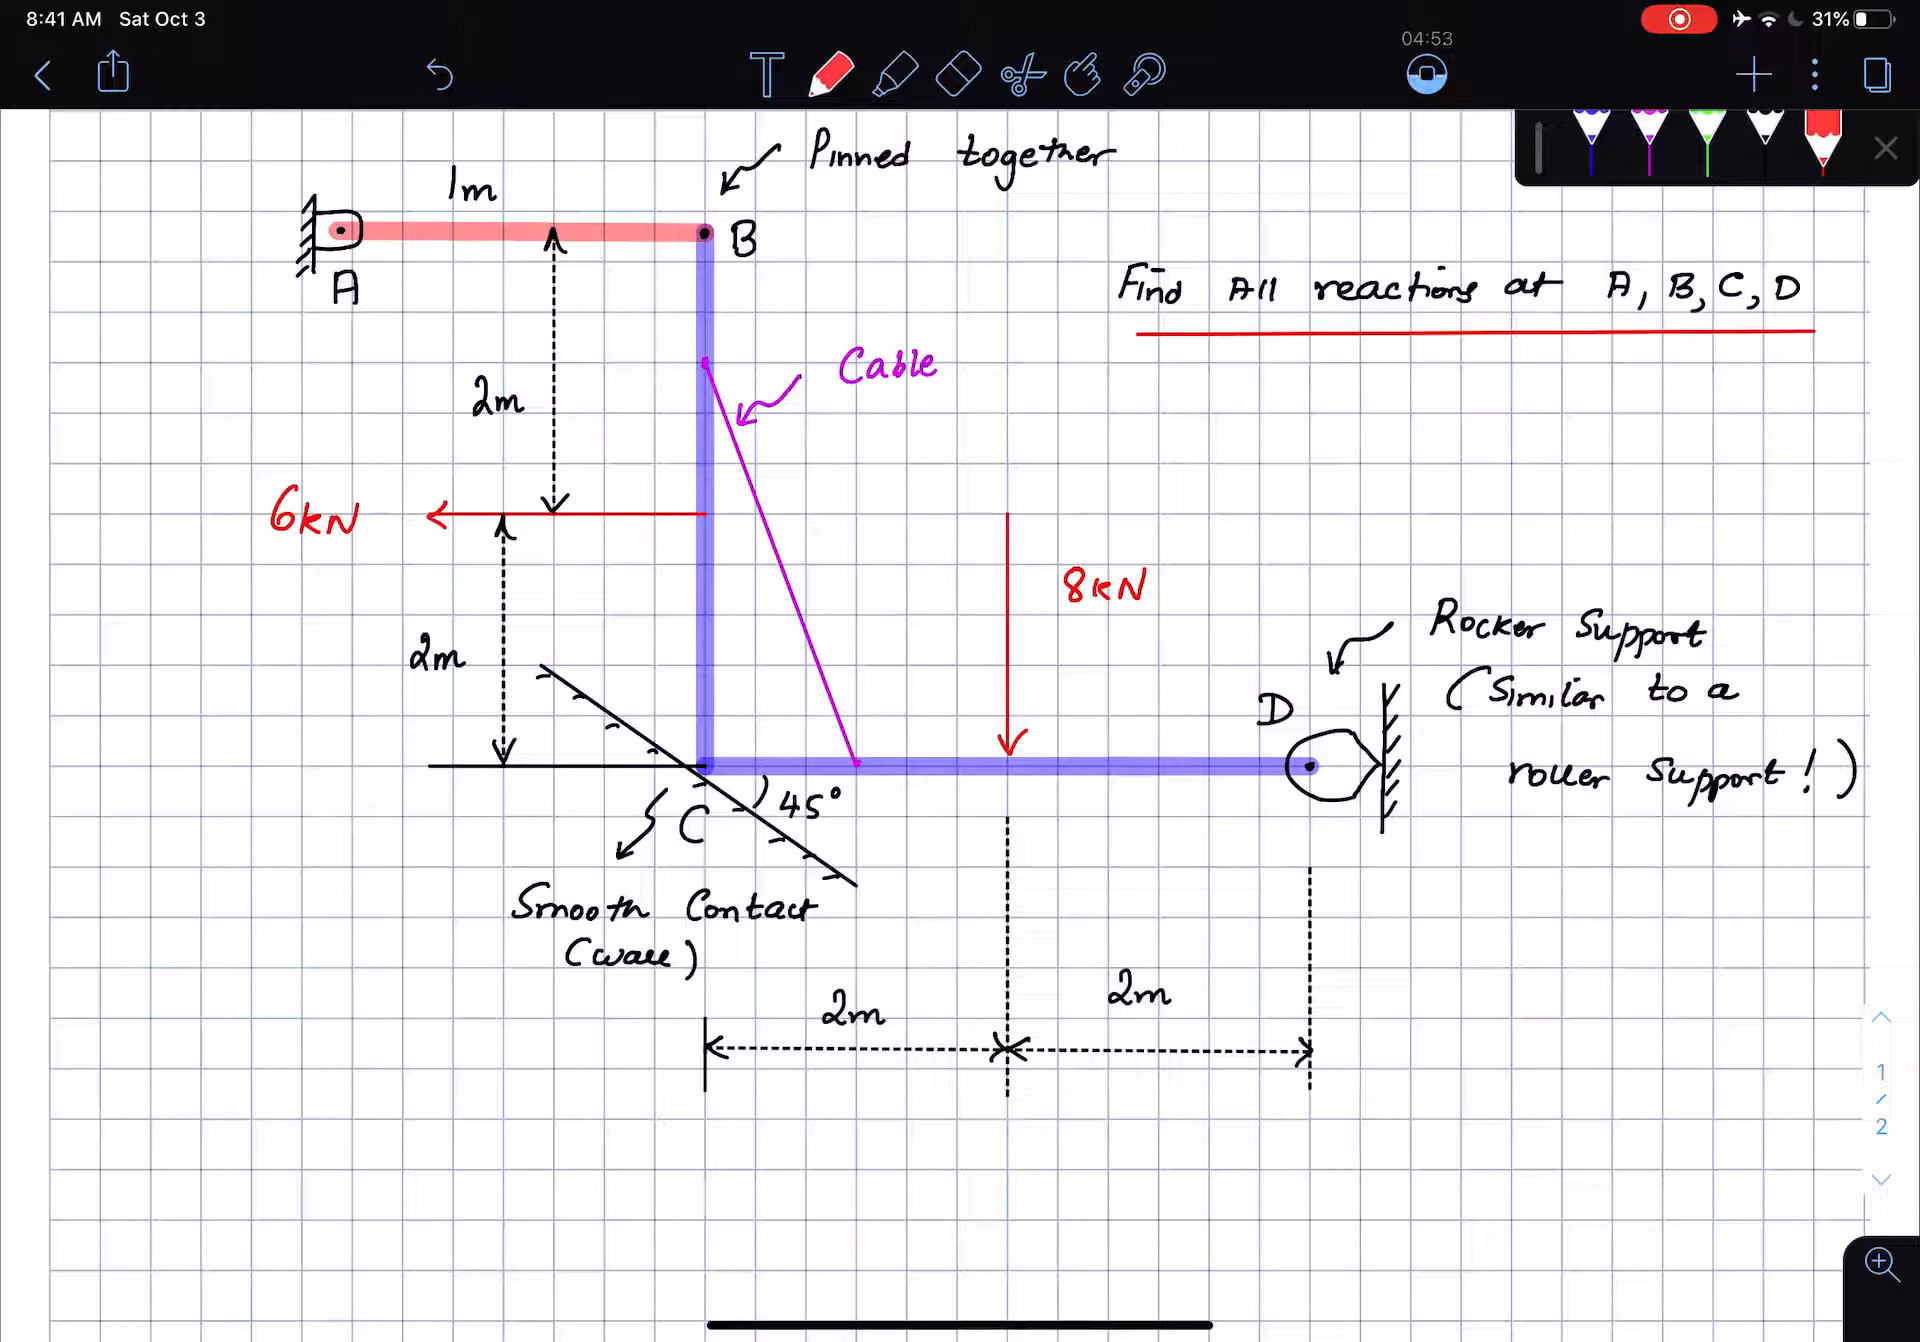 8:41 AM Sat Oct 3
31%
04:53
T
Pinned together
1m
B
A
Find All reactions at A, B, C, D
Cable
2m
6kN
8kN
Rocker Support
2m
(Similar to a
D
roller Support!)
45°
C
Smooth Contact
(wall)
2m
2m
1
/
2